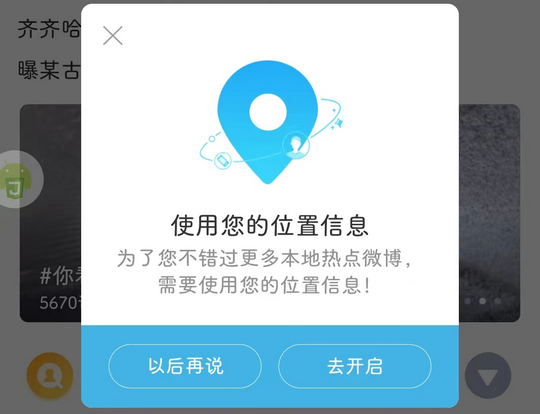 齐齐哈
曝某古
使用您的位置信息
为了您不错过更多本地热点微博，
需要使用您的位置信息！
#你
5670
以后再说
去开启